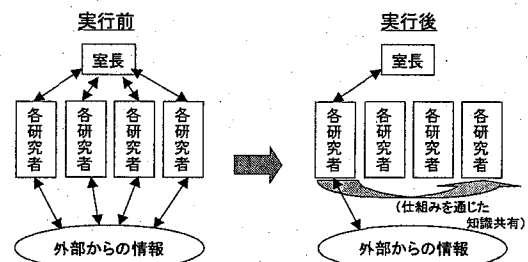 実行前
室長
各研究者
各研究者
各研究者
各研究者
外部からの情報
実行後
室長
各研究者
各研究者
各研究者
各研究者
(仕組みを通じた
知識共有)
外部からの情報